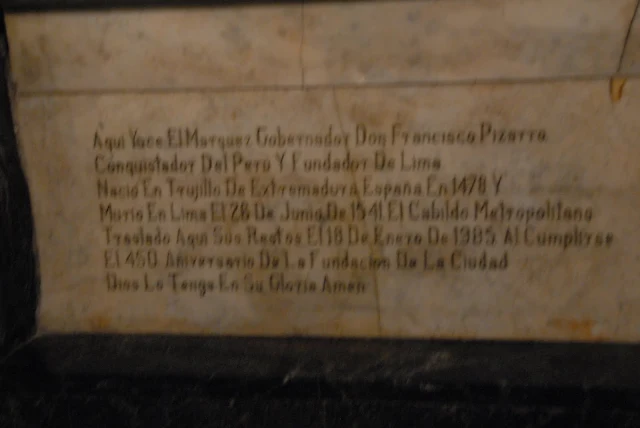 Aqui Yace El Marquez Gobernador Don Francisco Pizarro
Conquistador Del Peru Y Fundador De Lima
Nacio En Trujillo De Extremadura España En 1478 Y
Murio En Lima El 26 De Junio De 1541 El Cabildo Metropolitano
Traslado Aqui Sus Restos El 18 De Enero De 1985 Al Cumplirse
El 450 Aniversario De La Fundacion De La Ciudad
Dios Lo Tenga En Su Gloria Amen